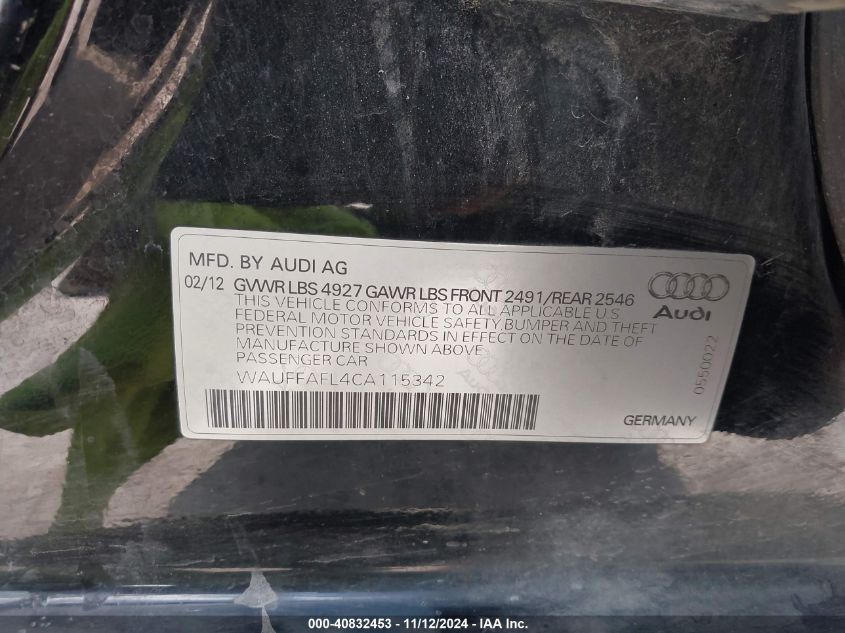 MFD. BY AUDI AG
02/12 GVWR LBS 4927 GAWR LBS FRONT 2491/REAR 2546
THIS VEHICLE CONFORMS TO ALL APPLICABLE U.S
FEDERAL MOTOR VEHICLE SAFETY,BUMPER AND THEFT
PREVENTION STANDARDS IN EFFECT ON THE DATE OF
MANUFACTURE SHOWN ABOVE
PASSENGER CAR
WAUFFAFL4CA115342
Audi
0550022
GERMANY
000-40832453 - 11/12/2024 - IAA Inc.